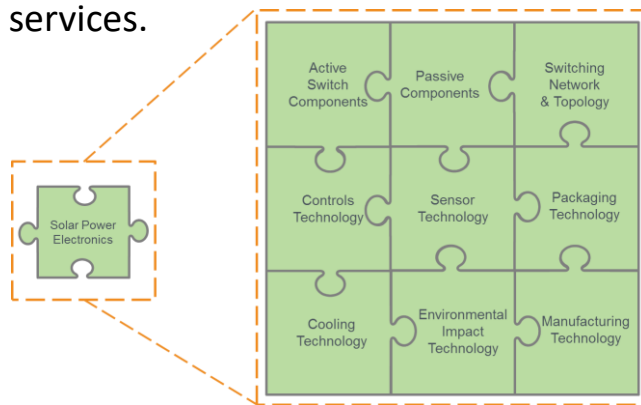 services.
Solar Power
Electronics
Active
Switch
Components
Passive
Components
Switching
Network
& Topology
Controls
Technology
Sensor
Technology
Packaging
Technology
Cooling
Technology
Environmental
Impact
Technology
Manufacturing
Technology